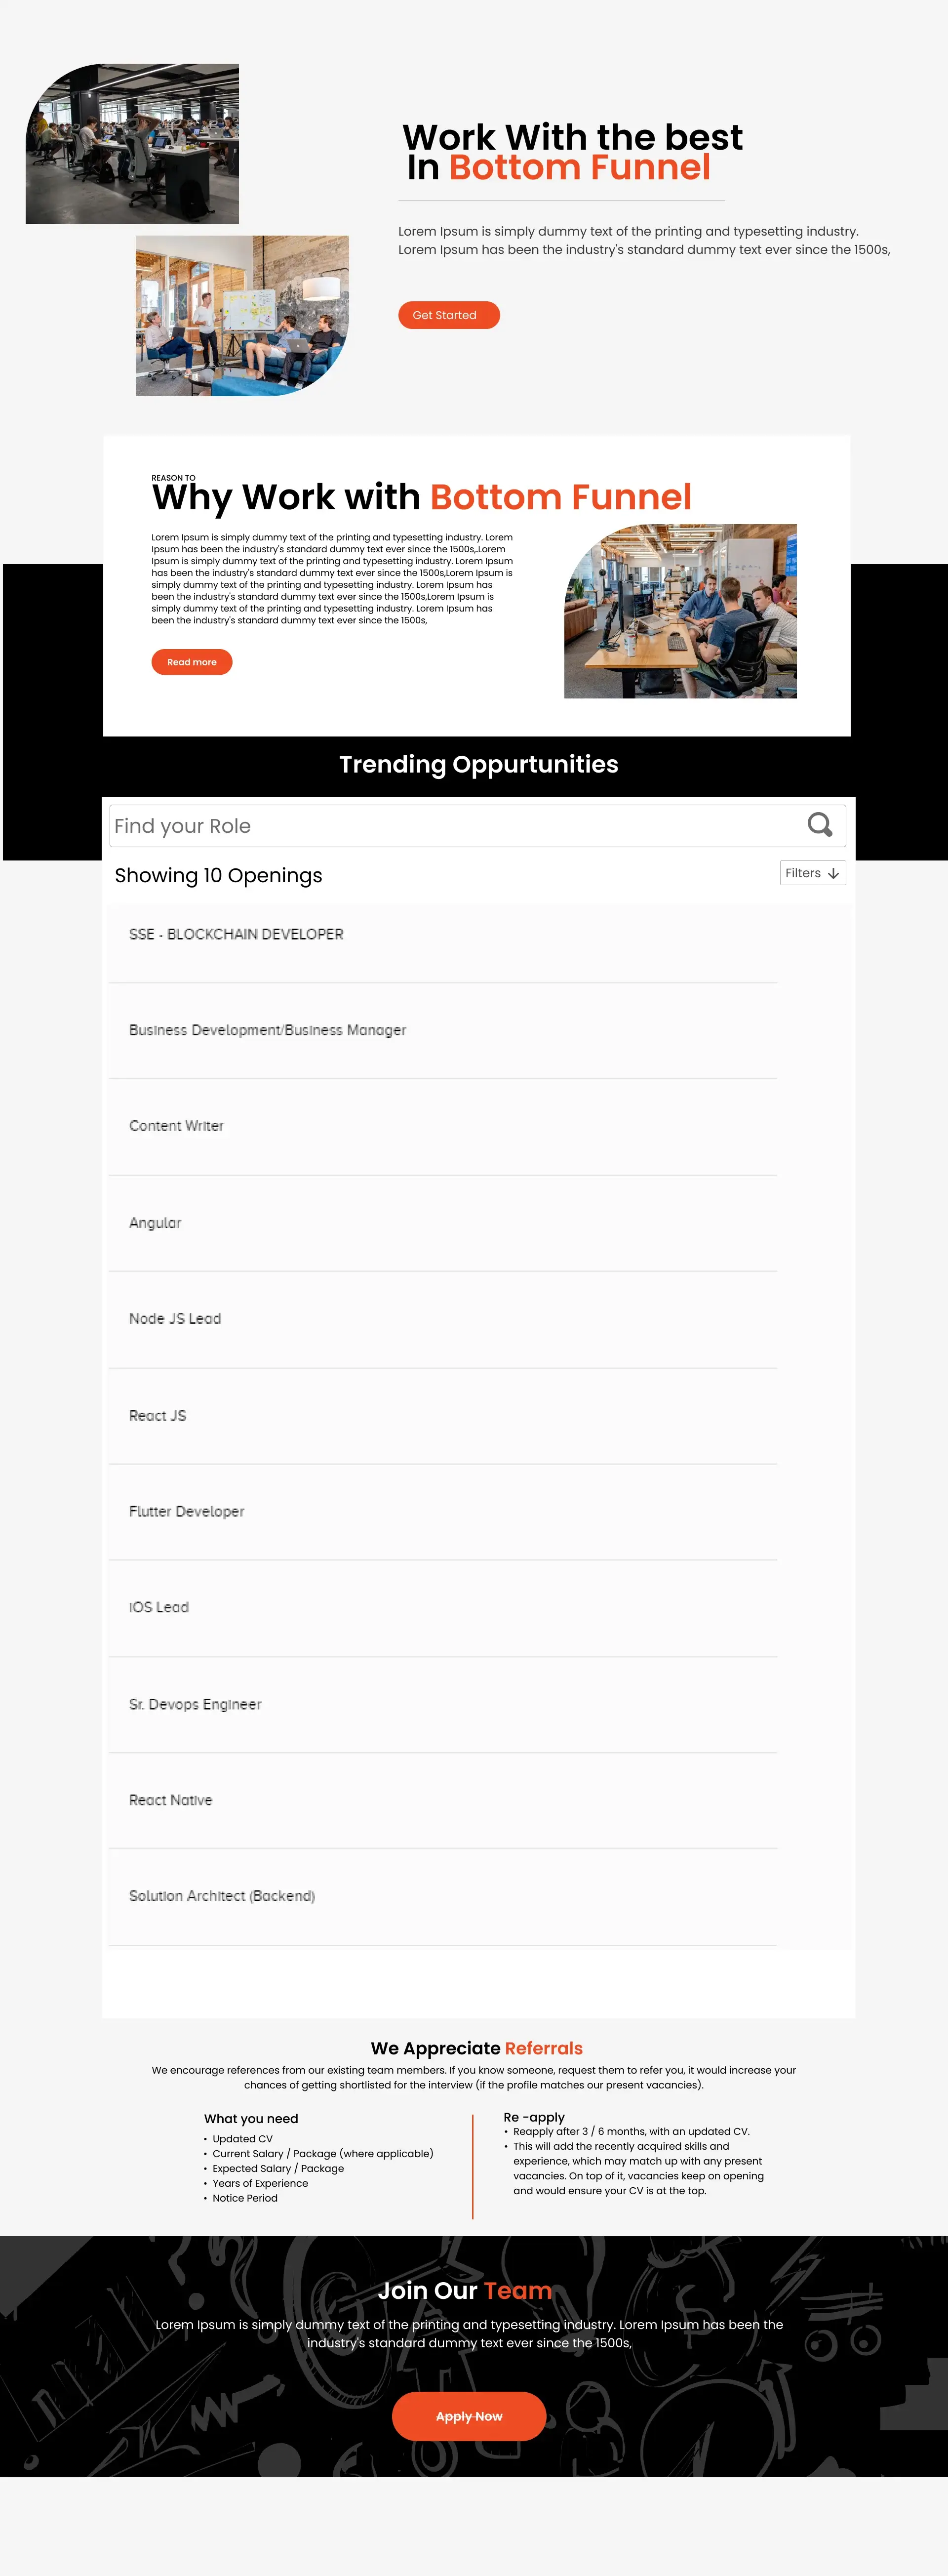 Work With the best
In Bottom Funnel
Lorem Ipsum is simply dummy text of the printing and typesetting industry.
Lorem Ipsum has been the industry's standard dummy text ever since the 1500s,
Get Started
REASON TO
Why Work with Bottom Funnel
Lorem Ipsum is simply dummy text of the printing and typesetting industry. Lorem
Ipsum has been the industry's standard dummy text ever since the 1500s,.Lorem
Ipsum is simply dummy text of the printing and typesetting industry. Lorem Ipsum
has been the industry's standard dummy text ever since the 1500s,Lorem Ipsum is
simply dummy text of the printing and typesetting industry. Lorem Ipsum has
been the industry's standard dummy text ever since the 1500s,Lorem Ipsum is
simply dummy text of the printing and typesetting industry. Lorem Ipsum has
been the industry's standard dummy text ever since the 1500s,
Read more
Trending Oppurtunities
Find your Role
Showing 10 Openings
Filters
SSE - BLOCKCHAIN DEVELOPER
Business Development/Business Manager
Content Writer
Angular
Node JS Lead
React JS
Flutter Developer
iOS Lead
Sr. Devops Engineer
React Native
Solution Architect (Backend)
We Appreciate Referrals
We encourage references from our existing team members. If you know someone, request them to refer you, it would increase your
chances of getting shortlisted for the interview (if the profile matches our present vacancies).
What you need
• Updated CV
• Current Salary / Package (where applicable)
• Expected Salary / Package
• Years of Experience
• Notice Period
Re -apply
• Reapply after 3 / 6 months, with an updated CV.
• This will add the recently acquired skills and
experience, which may match up with any present
vacancies. On top of it, vacancies keep on opening
and would ensure your CV is at the top.
Join Our Team
Lorem Ipsum is simply dummy text of the printing and typesetting industry. Lorem Ipsum has been the
industry's standard dummy text ever since the 1500s,
Apply Now